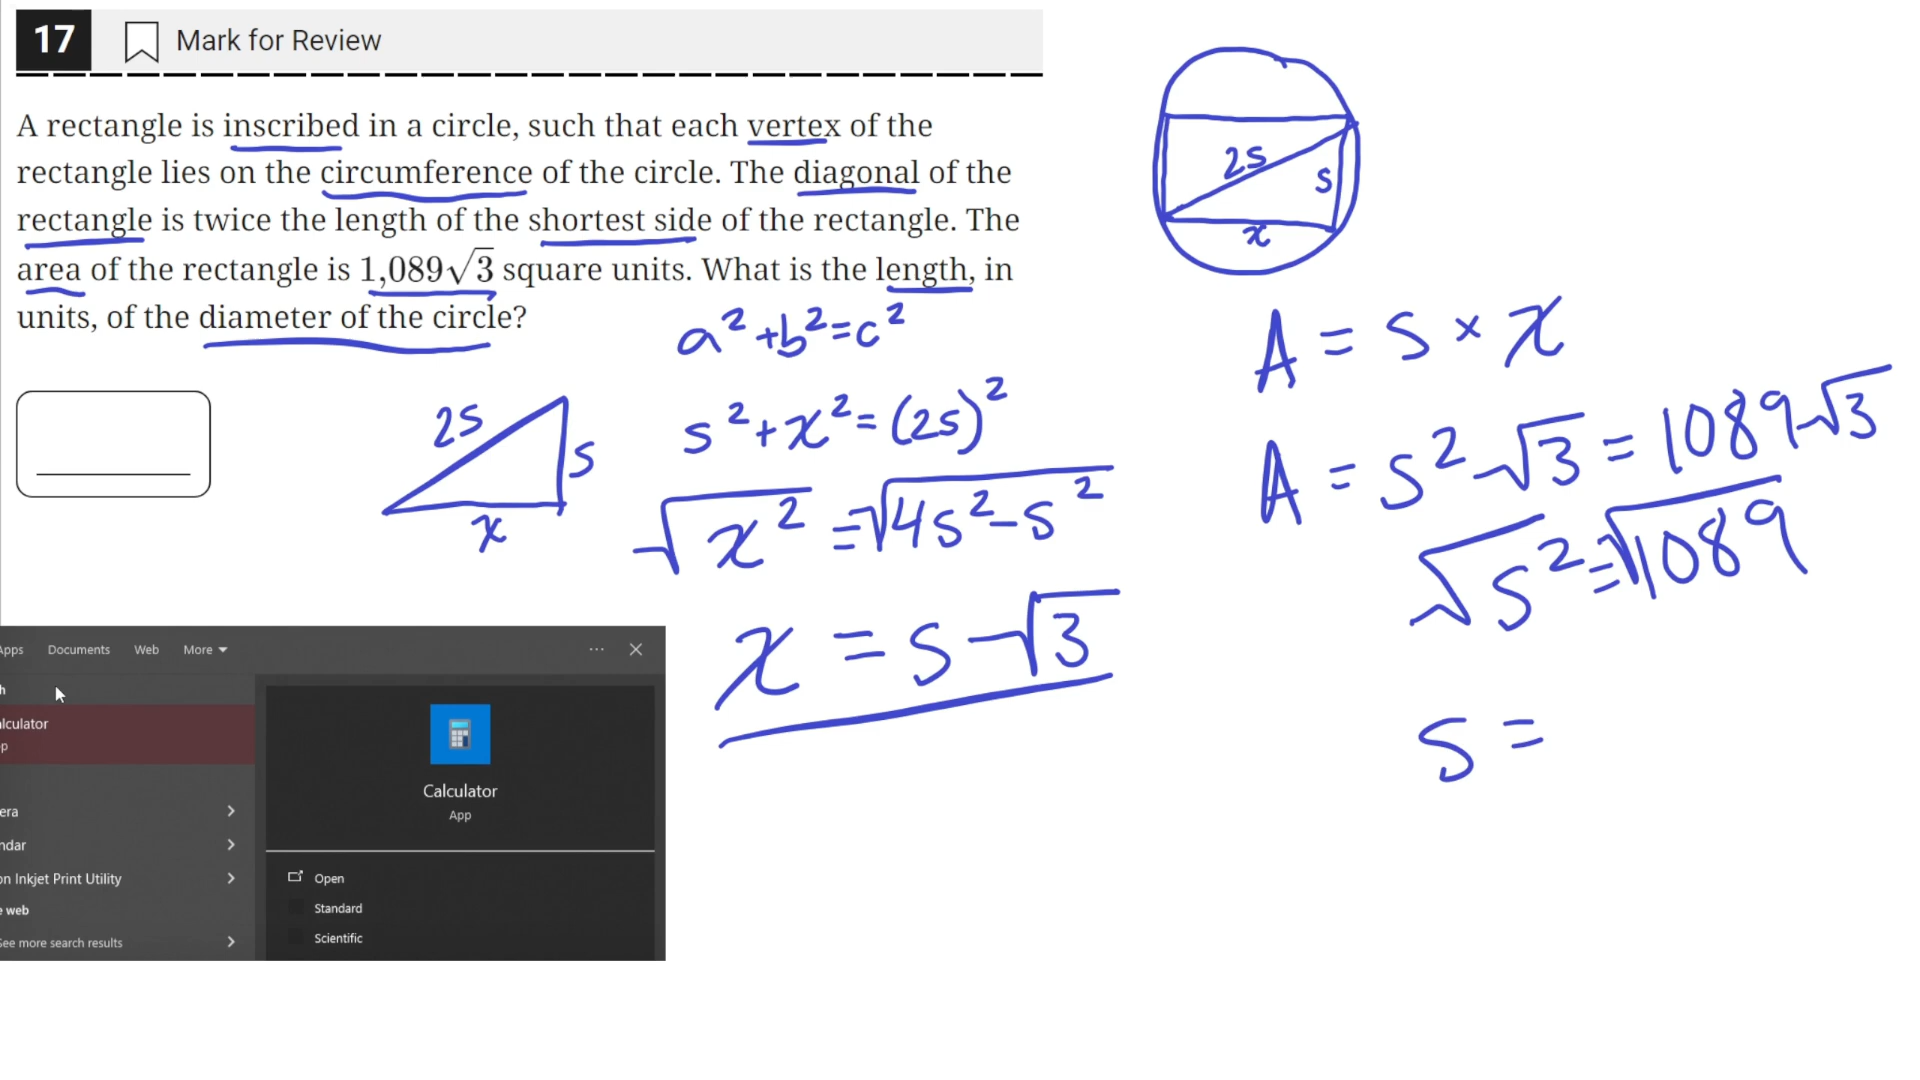 17 Mark for Review
A rectangle is inscribed in a circle, such that each vertex of the
rectangle lies on the circumference of the circle. The diagonal of the
rectangle is twice the length of the shortest side of the rectangle. The
area of the rectangle is 1,089√3 square units. What is the length, in
units, of the diameter of the circle?
2s
s
x
a²+b²=c²
2s
s
x
s²+x²=(2s)²
√x² = √4s²-s²
x = s√3
A = s × x
A = s²√3 = 1089√3
√s² = √1089
s =
Apps Documents Web More ··· ×
h
alculator
p
era
ndar
on Inkjet Print Utility
e web
See more search results
Calculator
App
Open
Standard
Scientific